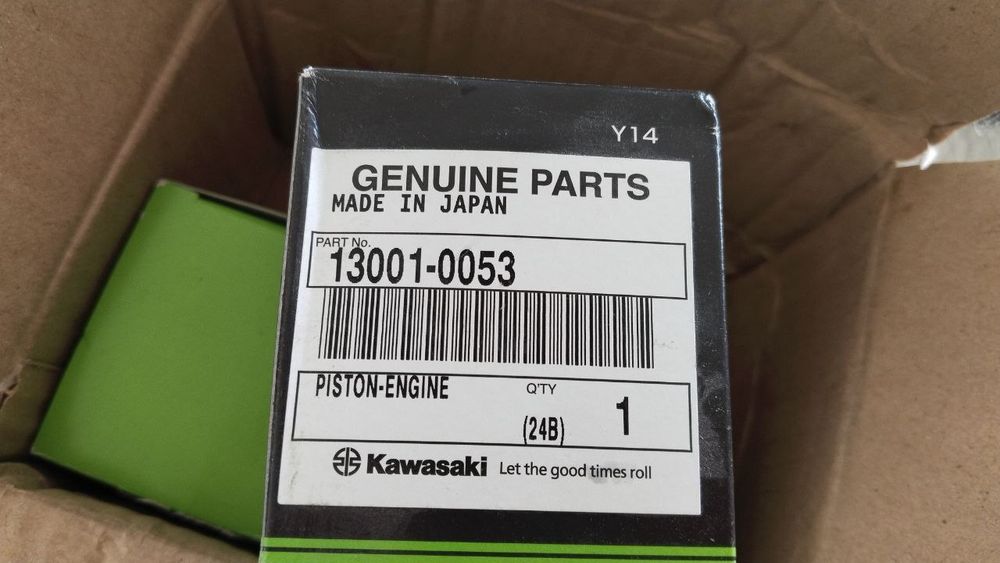 Y14
GENUINE PARTS
MADE IN JAPAN
PART No.
13001-0053
PISTON-ENGINE
Q'TY
(24B)
1
Kawasaki Let the good times roll